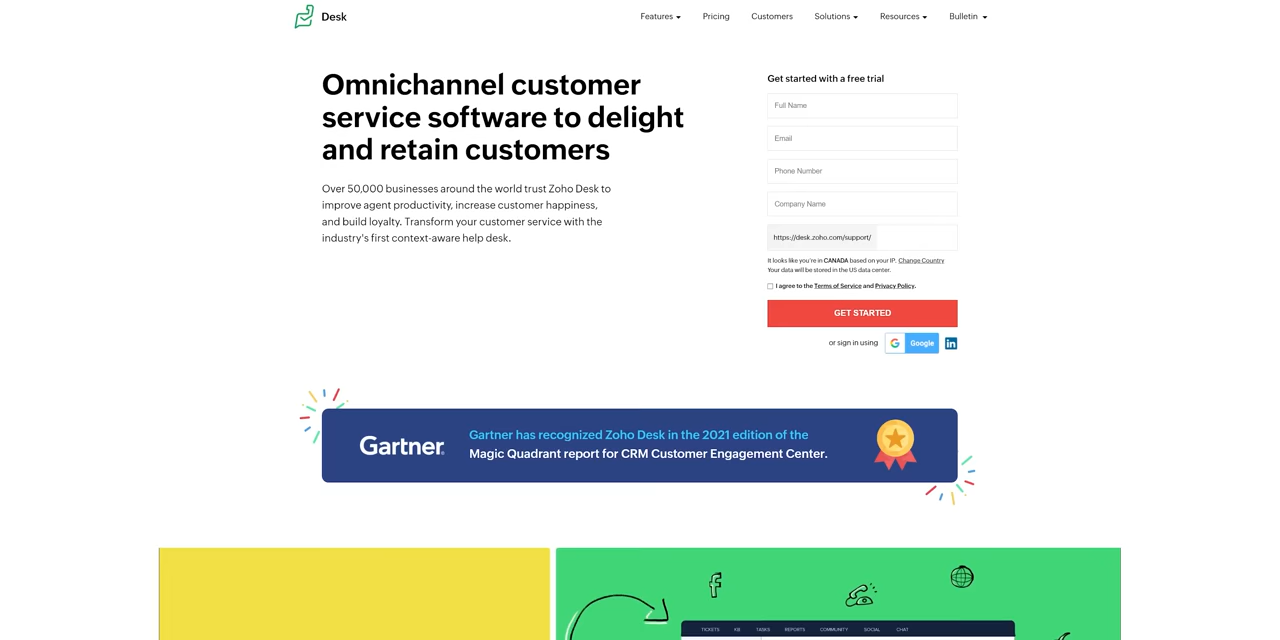 Desk
Features
Pricing
Customers
Solutions
Resources
Bulletin
Omnichannel customer
service software to delight
and retain customers
Over 50,000 businesses around the world trust Zoho Desk to
improve agent productivity, increase customer happiness,
and build loyalty. Transform your customer service with the
industry's first context-aware help desk.
Get started with a free trial
Full Name
Email
Phone Number
Company Name
https://desk.zoho.com/support/
It looks like you're in CANADA based on your IP. Change Country
Your data will be stored in the US data center.
I agree to the Terms of Service and Privacy Policy.
GET STARTED
or sign in using
G Google in
Gartner
Gartner has recognized Zoho Desk in the 2021 edition of the
Magic Quadrant report for CRM Customer Engagement Center.
f
TICKETS KB TASKS REPORTS COMMUNITY SOCIAL CHAT